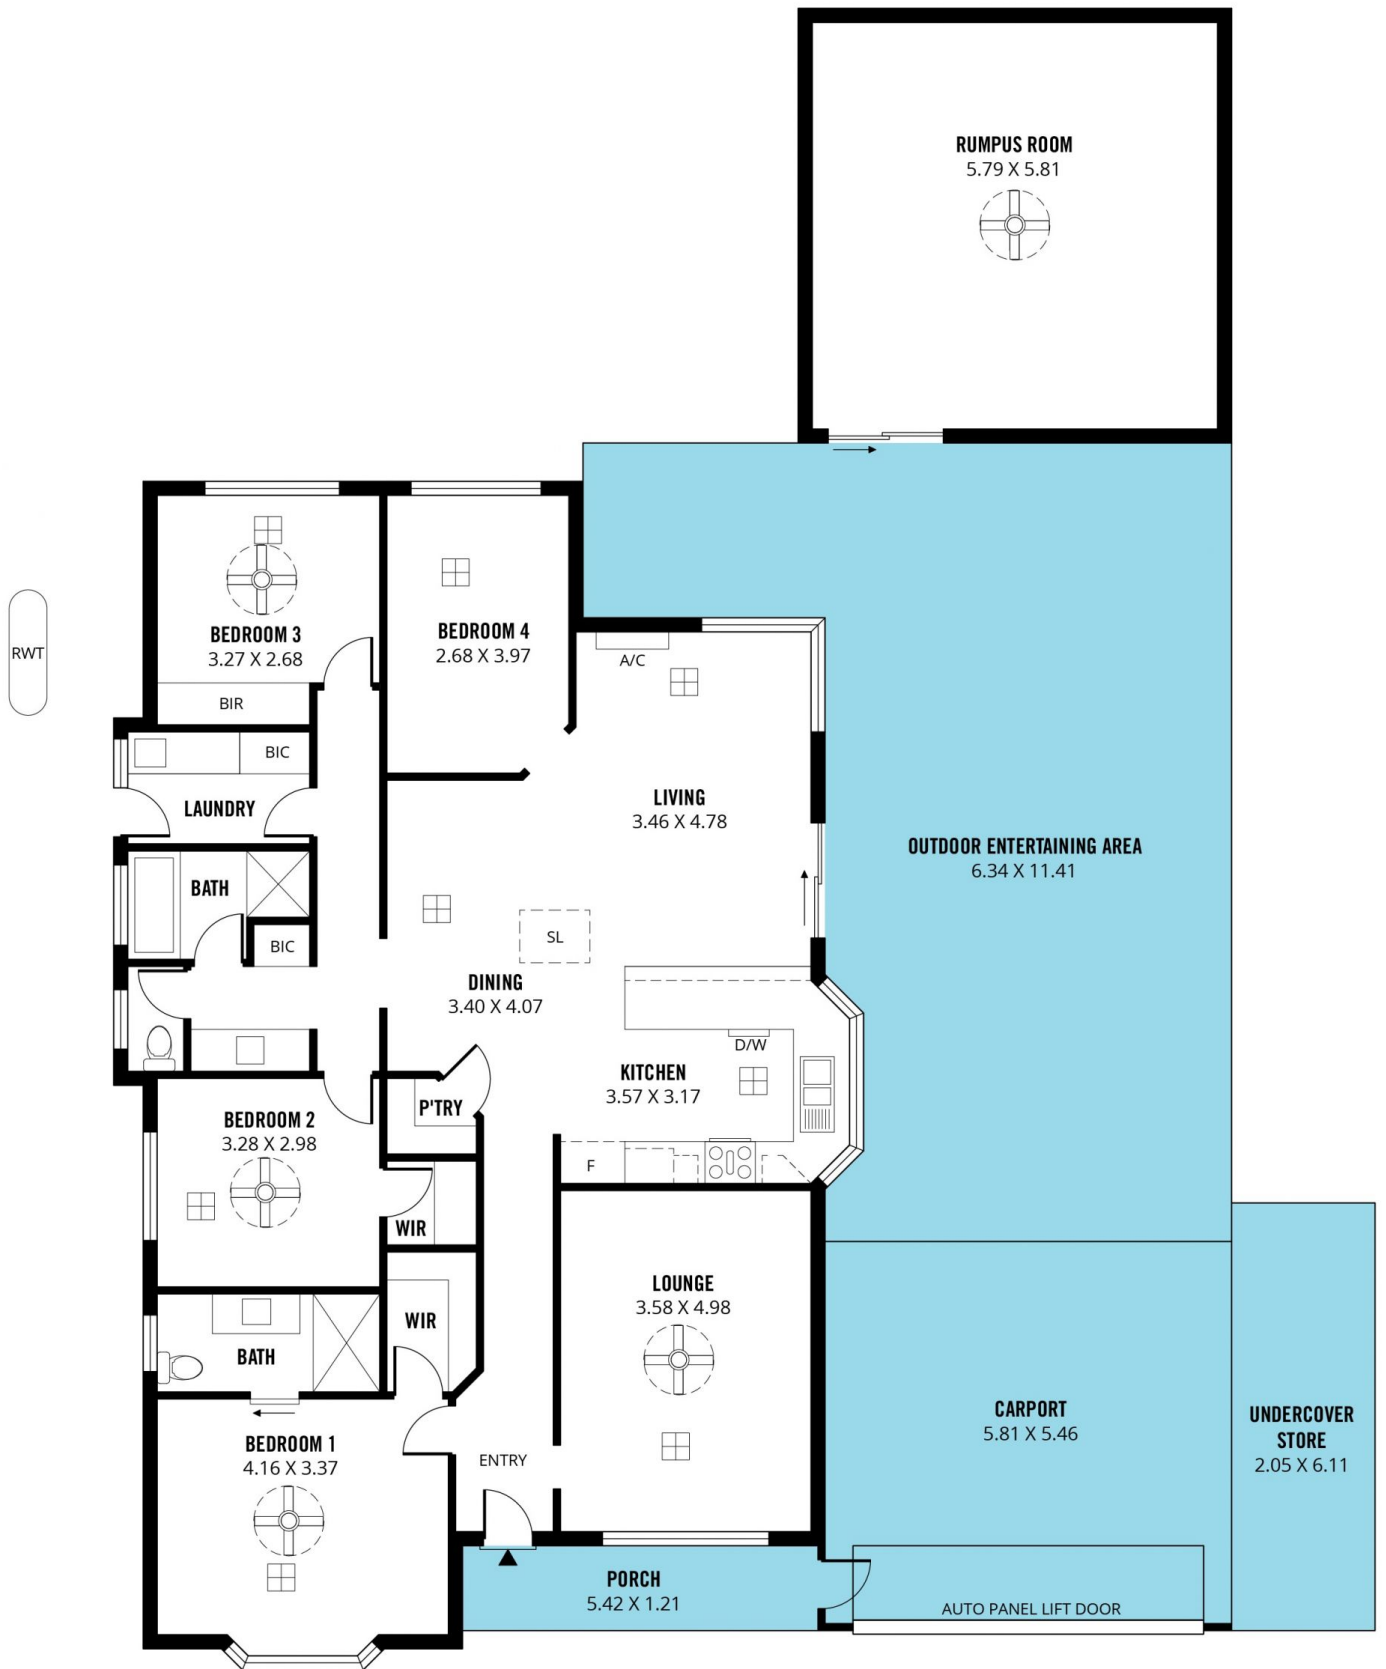 RUMPUS ROOM
5.79 X 5.81
BEDROOM 3
3.27 X 2.68
BIR
BEDROOM 4
2.68 X 3.97
RWT
A/C
BIC
LAUNDRY
LIVING
3.46 X 4.78
OUTDOOR ENTERTAINING AREA
6.34 X 11.41
BATH
BIC
SL
DINING
3.40 X 4.07
D/W
KITCHEN
3.57 X 3.17
P'TRY
BEDROOM 2
3.28 X 2.98
F
WIR
LOUNGE
3.58 X 4.98
WIR
BATH
CARPORT
5.81 X 5.46
UNDERCOVER
STORE
2.05 X 6.11
BEDROOM 1
4.16 X 3.37
ENTRY
PORCH
5.42 X 1.21
AUTO PANEL LIFT DOOR